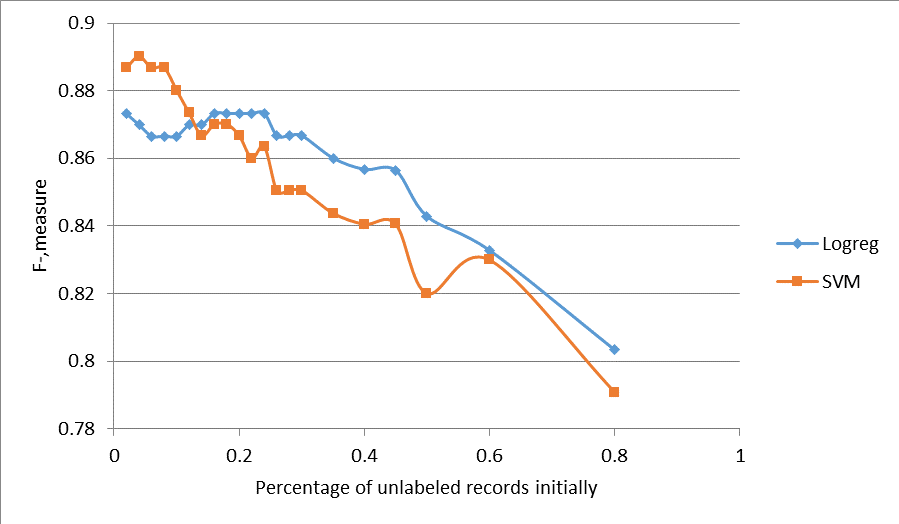 0.9
0.88
0.86
0.84
0.82
0.8
0.78
F-,measure
0 0.2 0.4 0.6 0.8 1
Percentage of unlabeled records initially
Logreg
SVM